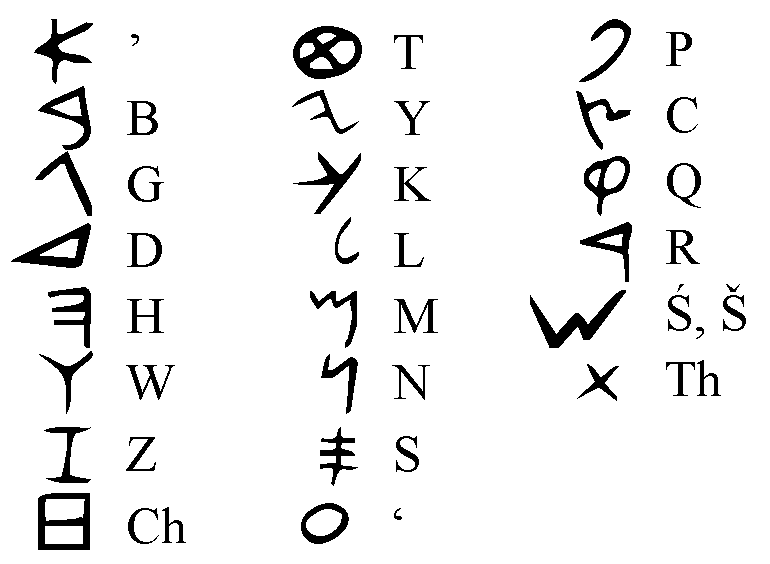 𐤀 ’
𐤁 B
𐤂 G
𐤃 D
𐤄 H
𐤅 W
𐤆 Z
𐤇 Ch
𐤈 T
𐤉 Y
𐤊 K
𐤋 L
𐤌 M
𐤍 N
𐤎 S
𐤏 ‘
𐤐 P
𐤑 C
𐤒 Q
𐤓 R
𐤔 Ś, Š
𐤕 Th